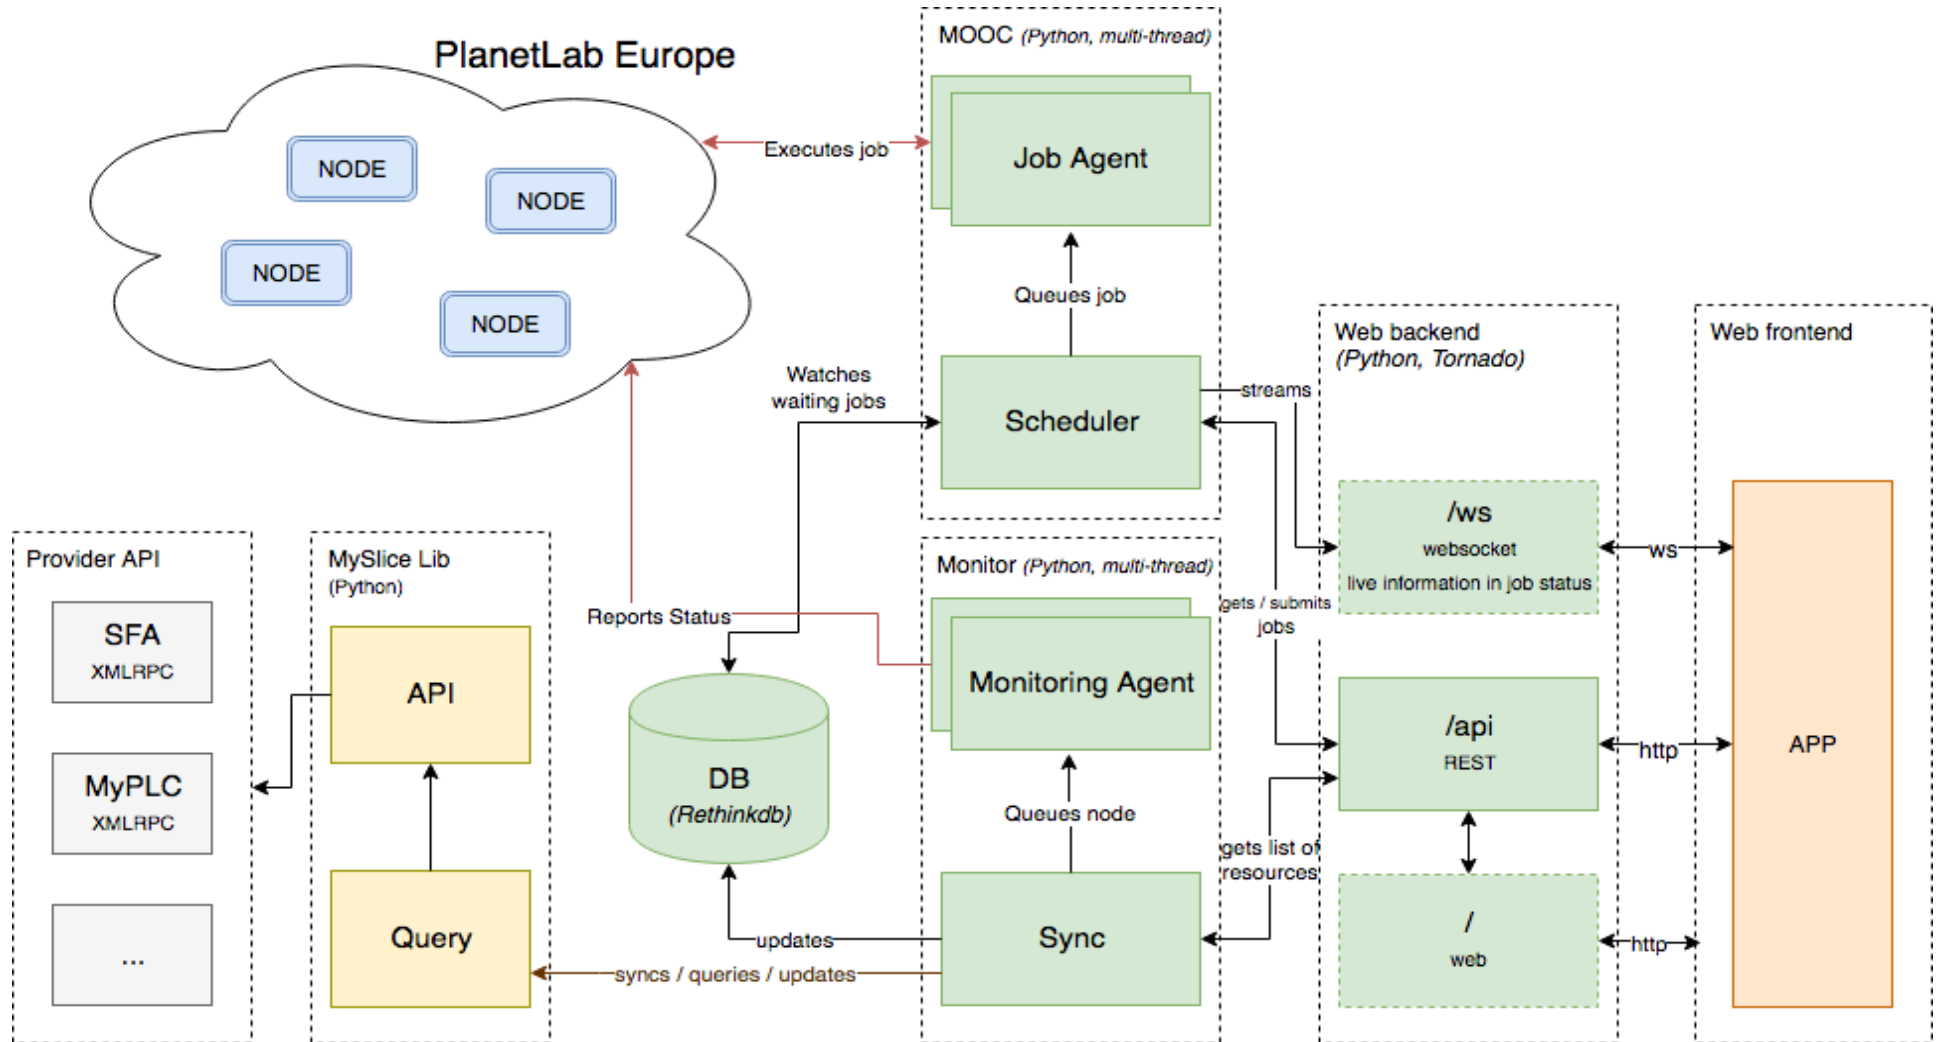 PlanetLab Europe
NODE
NODE
NODE
NODE
MOOC (Python, multi-thread)
Job Agent
Executes job
Queues job
Scheduler
Watches
waiting jobs
streams
gets / submits
jobs
Web backend
(Python, Tornado)
/ws
websocket
live information in job status
/api
REST
/
web
Web frontend
APP
ws
http
http
Monitor (Python, multi-thread)
Monitoring Agent
Reports Status
Queues node
Sync
gets list of
resources
DB
(Rethinkdb)
updates
syncs / queries / updates
MySlice Lib
(Python)
API
Query
Provider API
SFA
XMLRPC
MyPLC
XMLRPC
...